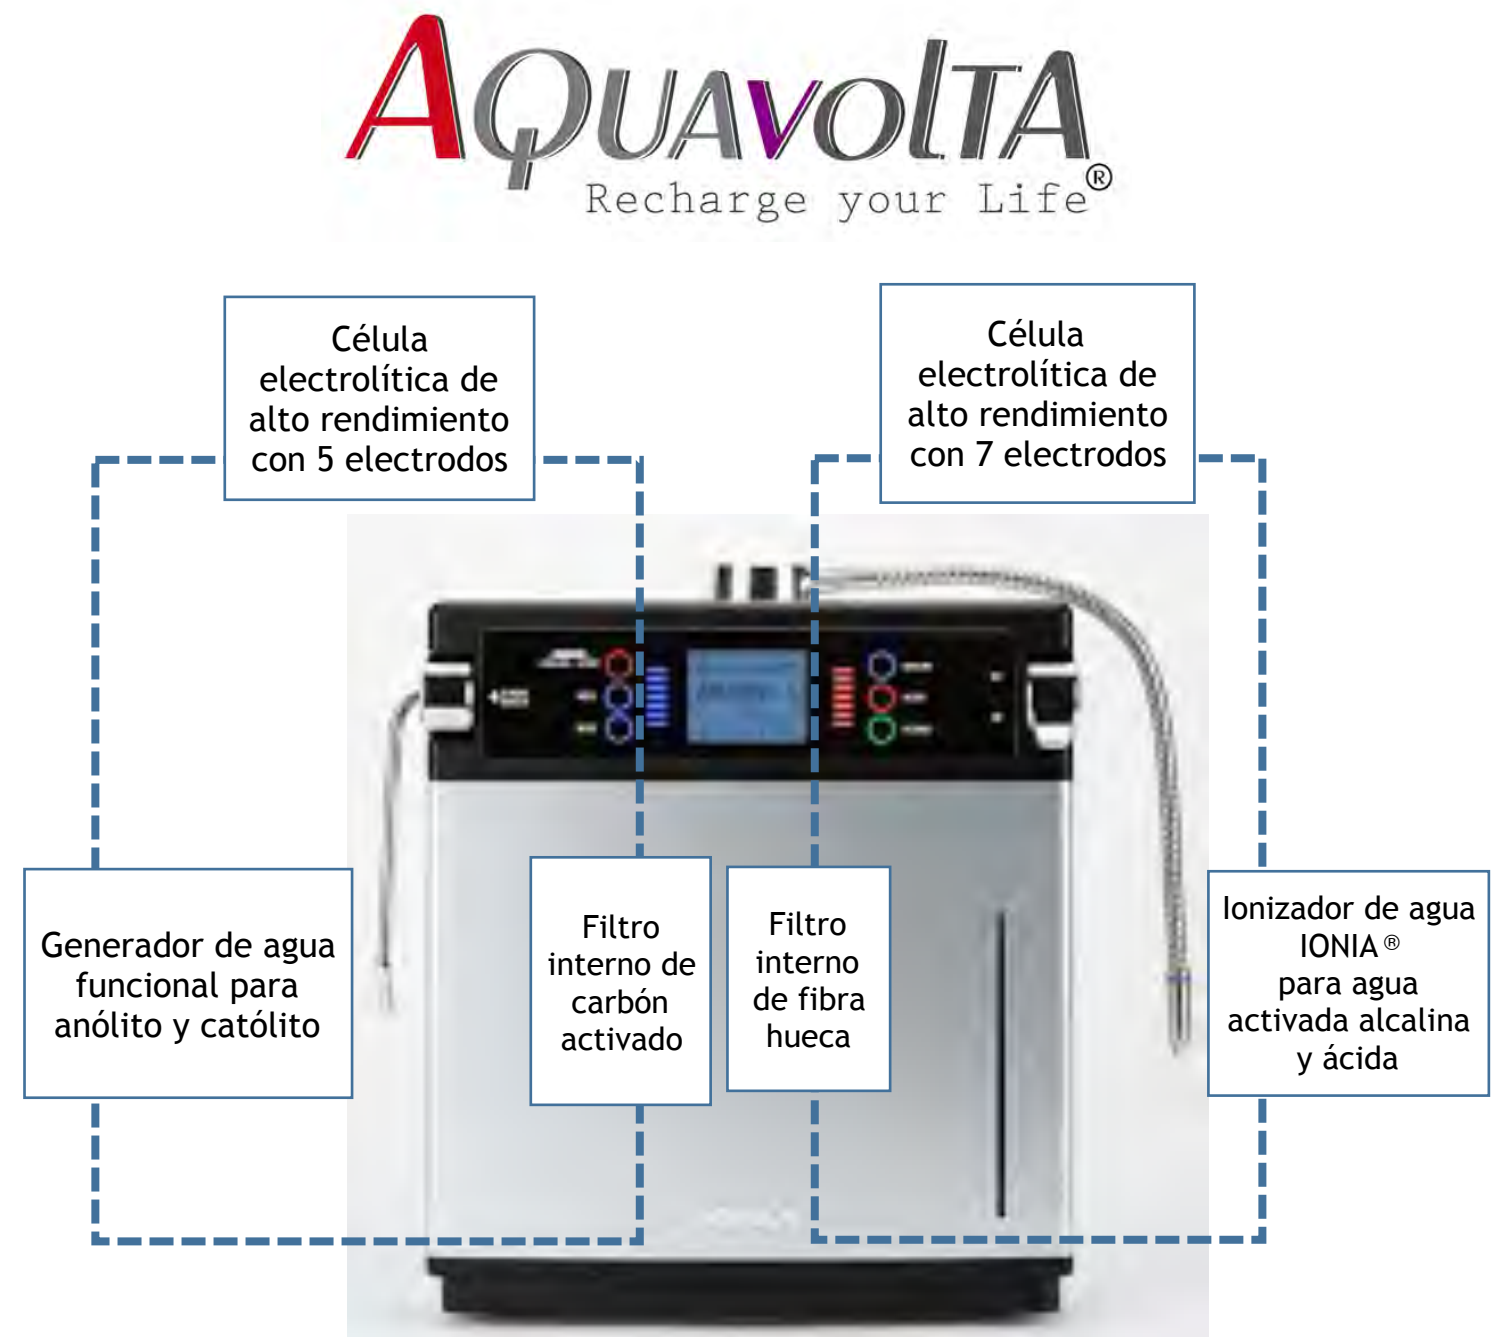 AQUAVOLTA
Recharge your Life®
Célula
electrolítica de
alto rendimiento
con 5 electrodos
Célula
electrolítica de
alto rendimiento
con 7 electrodos
Generador de agua
funcional para
anólito y católito
Filtro
interno de
carbón
activado
Filtro
interno
de fibra
hueca
Ionizador de agua
IONIA®
para agua
activada alcalina
y ácida